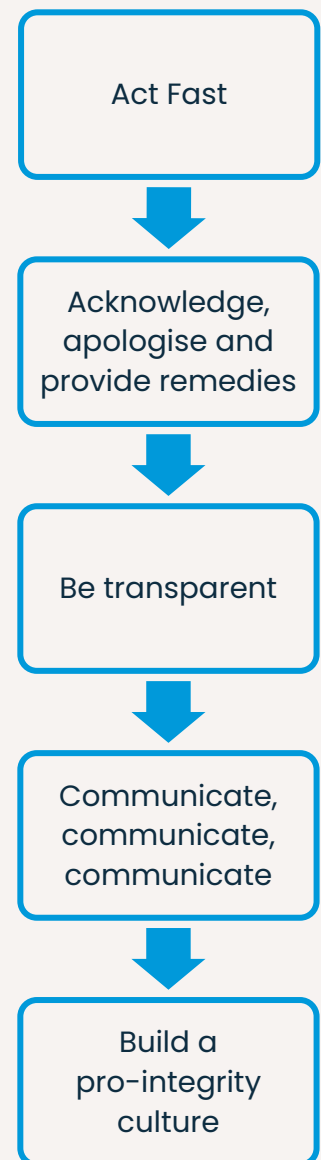 Act Fast
Acknowledge,
apologise and
provide remedies
Be transparent
Communicate,
communicate,
communicate
Build a
pro-integrity
culture